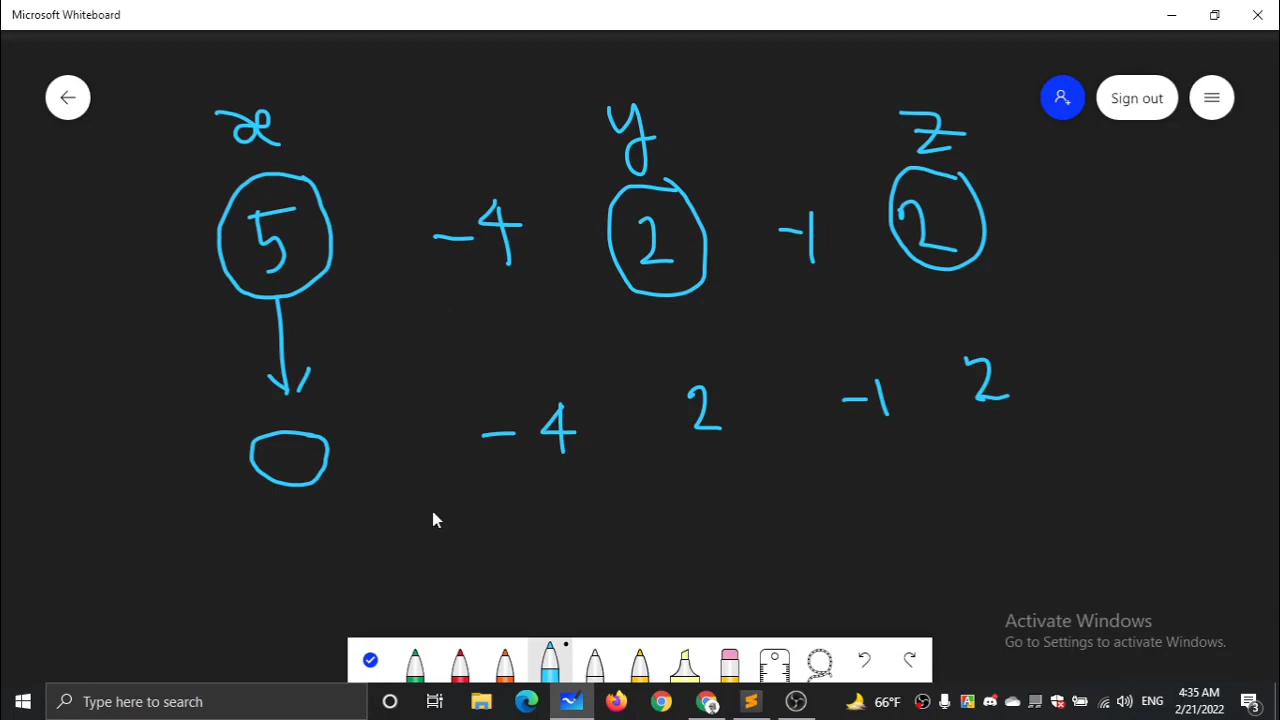 Microsoft Whiteboard
x y z
Sign out
5 -4 2 -1 2
-4 2 -1 2
Activate Windows
Go to Settings to activate Windows.
Type here to search
66°F
ENG
4:35 AM
2/21/2022
3